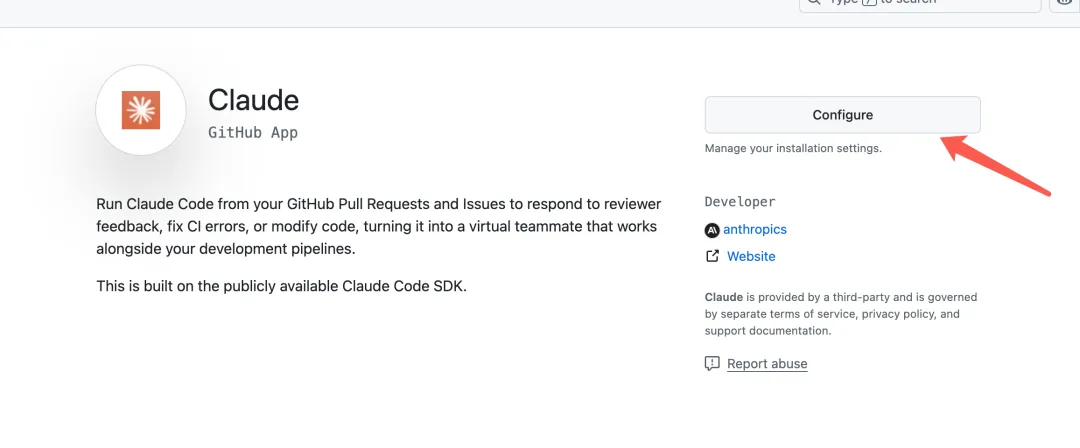 Type / to search
Claude
GitHub App
Configure
Manage your installation settings.
Run Claude Code from your GitHub Pull Requests and Issues to respond to reviewer
feedback, fix CI errors, or modify code, turning it into a virtual teammate that works
alongside your development pipelines.
This is built on the publicly available Claude Code SDK.
Developer
anthropics
Website
Claude is provided by a third-party and is governed
by separate terms of service, privacy policy, and
support documentation.
Report abuse